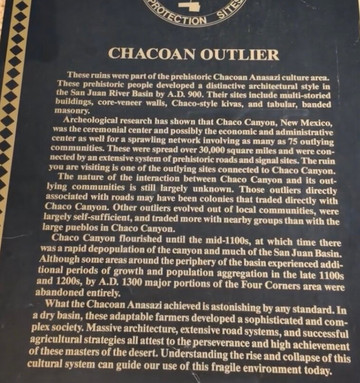 PROTECTION SITES
CHACOAN OUTLIER
These ruins were part of the prehistoric Chacoan Anasazi culture area.
These prehistoric people developed a distinctive architectural style in
the San Juan River Basin by A.D. 900. Their sites include multi-storied
buildings, core-veneer walls, Chaco-style kivas, and tabular, banded
masonry.
Archeological research has shown that Chaco Canyon, New Mexico,
was the ceremonial center and possibly the economic and administrative
center as well for a sprawling network involving as many as 75 outlying
communities. These were spread over 30,000 square miles and were con-
nected by an extensive system of prehistoric roads and signal sites. The ruin
you are visiting is one of the outlying sites connected to Chaco Canyon.
The nature of the interaction between Chaco Canyon and its out-
lying communities is still largely unknown. Those outliers directly
associated with roads may have been colonies that traded directly with
Chaco Canyon. Other outliers evolved out of local communities, were
largely self-sufficient, and traded more with nearby groups than with the
large pueblos in Chaco Canyon.
Chaco Canyon flourished until the mid-1100s, at which time there
was a rapid depopulation of the canyon and much of the San Juan Basin.
Although some areas around the periphery of the basin experienced addi-
tional periods of growth and population aggregation in the late 1100s
and 1200s, by A.D. 1300 major portions of the Four Corners area were
abandoned entirely.
What the Chacoan Anasazi achieved is astonishing by any standard. In
a dry basin, these adaptable farmers developed a sophisticated and com-
plex society. Massive architecture, extensive road systems, and successful
agricultural strategies all attest to the perseverance and high achievement
of these masters of the desert. Understanding the rise and collapse of this
cultural system can guide our use of this fragile environment today.